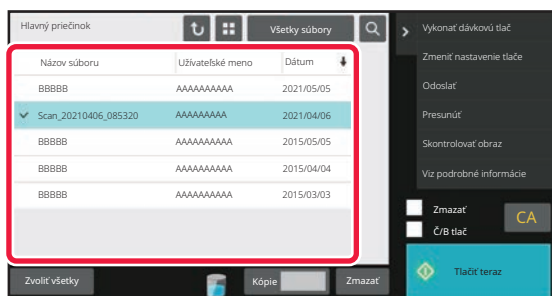 Hlavný priečinok
Všetky súbory
Názov súboru Užívateľské meno Dátum
BBBBB AAAAAAAAAA 2021/05/05
Scan_20210406_085320 AAAAAAAAA 2021/04/06
BBBBB AAAAAAAAAA 2015/05/05
BBBBB AAAAAAAAAA 2015/04/04
BBBBB AAAAAAAAAA 2015/03/03
Zvoliť všetky
Kópie
Zmazať
Vykonať dávkovú tlač
Zmeniť nastavenie tlače
Odoslať
Presunúť
Skontrolovať obraz
Viz podrobné informácie
Zmazať
Č/B tlač
CA
Tlačiť teraz